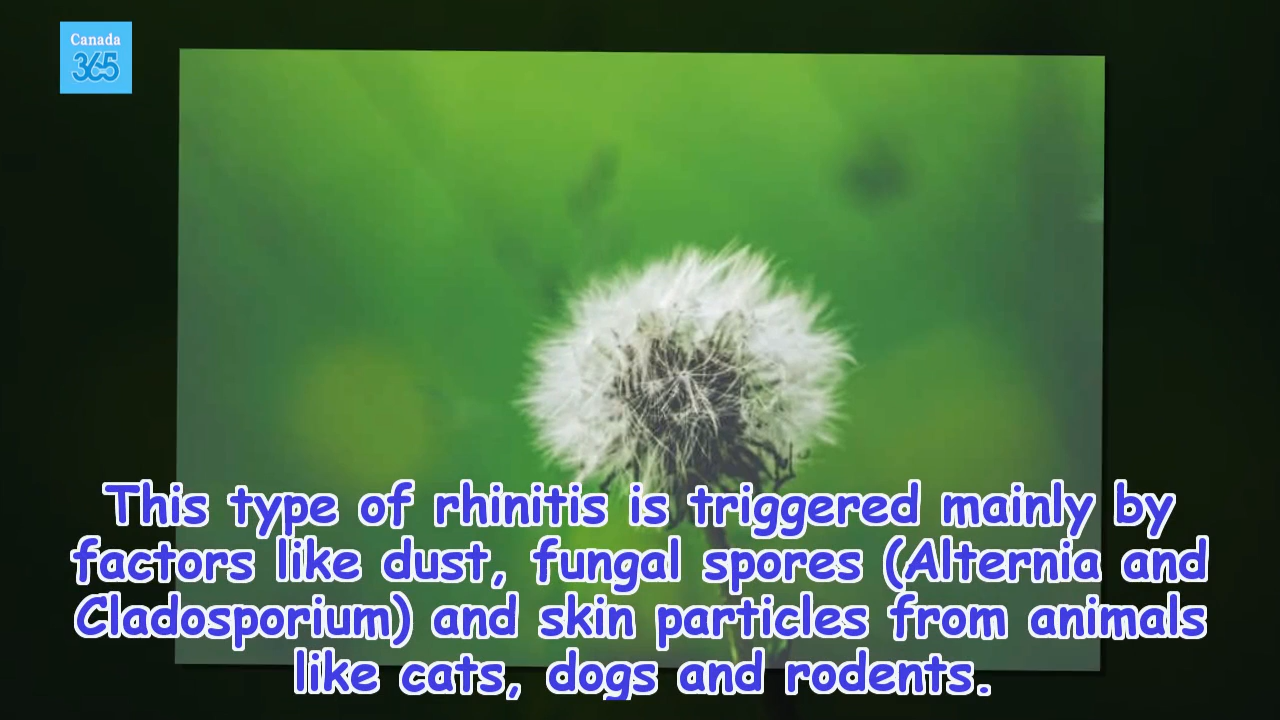 Canada
365
This type of rhinitis is triggered mainly by
factors like dust, fungal spores (Alternia and
Cladosporium) and skin particles from animals
like cats, dogs and rodents.